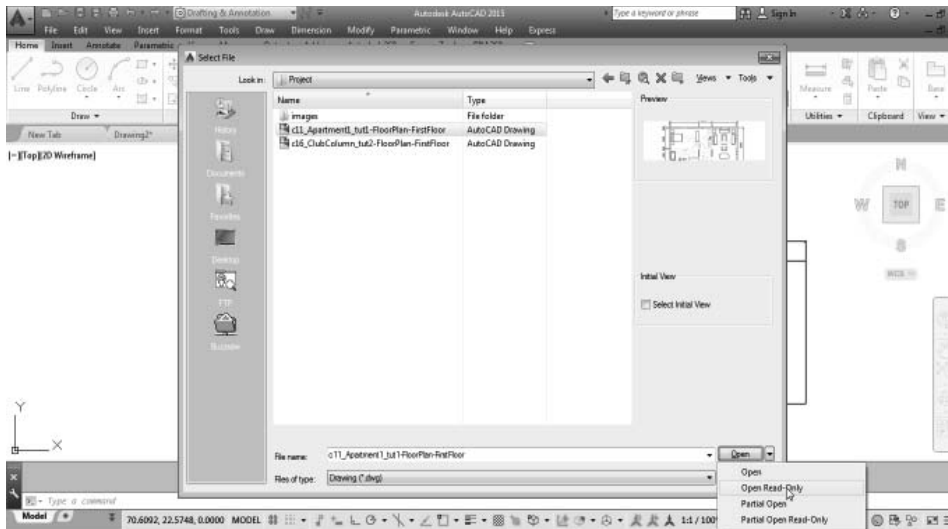 Drafting & Annotation
Autodesk AutoCAD 2015
Type a keyword or phrase
Sign In
File Edit View Insert Format Tools Draw Dimension Modify Parametric Window Help Express
Home Insert Annotate Parametric
Select File
Look in: Project
Views Tools
Line Polyline Circle Arc
Measure Paste Base
Draw
Utilities Clipboard View
New Tab Drawing2*
[−][Top][2D Wireframe]
Name Type
images File folder
c11_Apartment1_tut1-FloorPlan-FirstFloor AutoCAD Drawing
c16_ClubColumn_tut2-FloorPlan-FirstFloor AutoCAD Drawing
Preview
History
Documents
Favorites
Desktop
FTP
Buzzsaw
Initial View
Select Initial View
N
W TOP E
S
WCS
Y
X
File name: c11_Apartment1_tut1-FloorPlan-FirstFloor
Open
Files of type: Drawing (*.dwg)
Open
Open Read-Only
Partial Open
Partial Open Read-Only
Type a command
Model
70.6092, 22.5748, 0.0000 MODEL
1:1 / 100